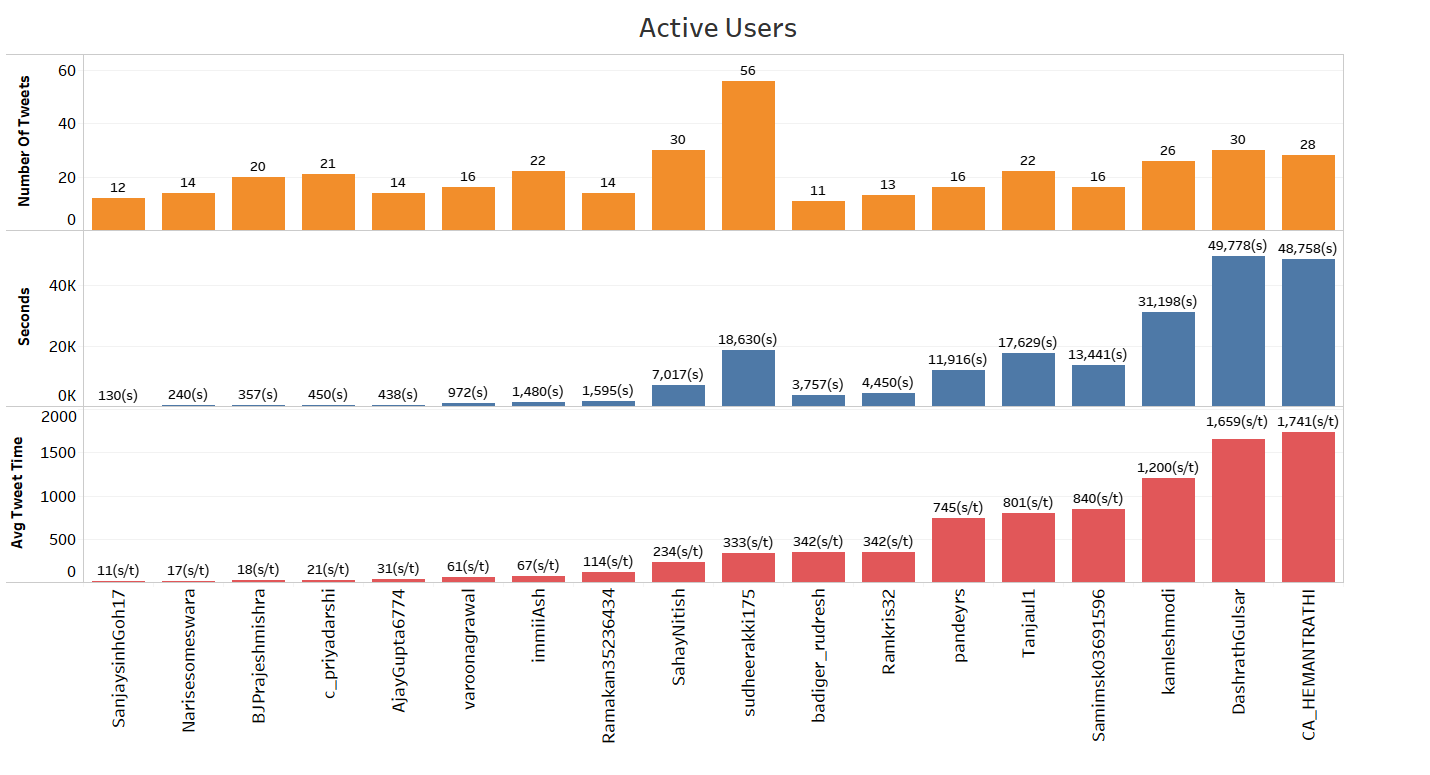 Active Users
Number Of Tweets
60
40
20
0
12
14
20
21
14
16
22
14
30
56
11
13
16
22
16
26
30
28
Seconds
40K
20K
0K
130(s)
240(s)
357(s)
450(s)
438(s)
972(s)
1,480(s)
1,595(s)
7,017(s)
18,630(s)
3,757(s)
4,450(s)
11,916(s)
17,629(s)
13,441(s)
31,198(s)
49,778(s)
48,758(s)
Avg Tweet Time
2000
1500
1000
500
0
11(s/t)
17(s/t)
18(s/t)
21(s/t)
31(s/t)
61(s/t)
67(s/t)
114(s/t)
234(s/t)
333(s/t)
342(s/t)
342(s/t)
745(s/t)
801(s/t)
840(s/t)
1,200(s/t)
1,659(s/t)
1,741(s/t)
SanjaysinhGoh17
Narisesomeswara
BJPrajeshmishra
c_priyadarshi
AjayGupta6774
varoonagrawal
immiiAsh
Ramakan35236434
SahayNitish
sudheerakki175
badiger_rudresh
Ramkris32
pandeyrs
Tanjaul1
Samimsk03691596
kamleshmodi
DashrathGulsar
CA_HEMANTRATHI